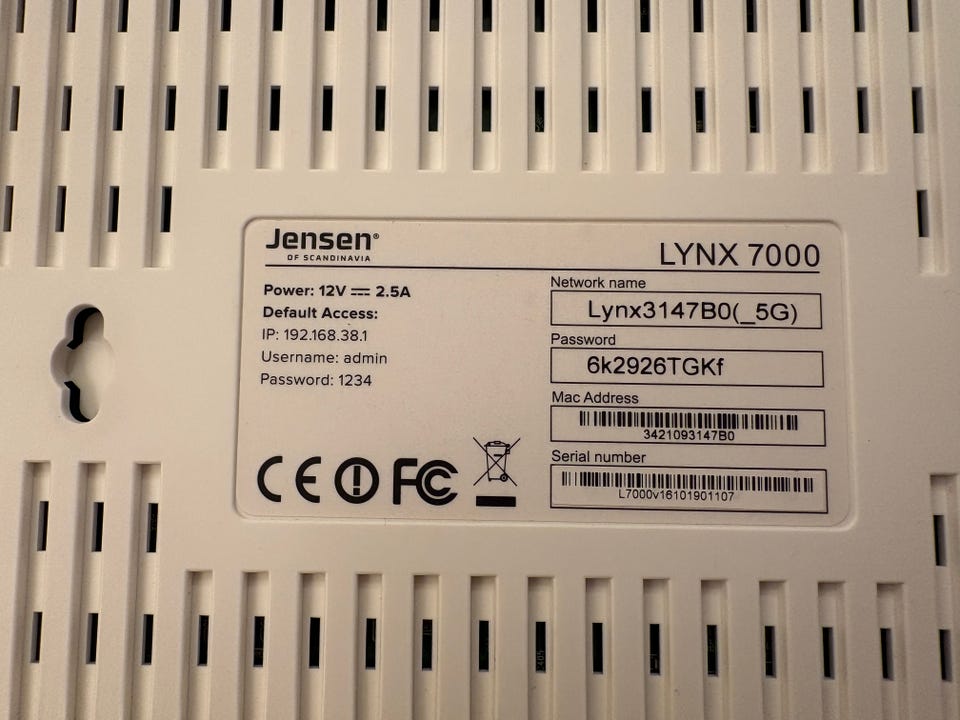 Jensen®
OF SCANDINAVIA
LYNX 7000
Power: 12V ⎓ 2.5A
Default Access:
IP: 192.168.38.1
Username: admin
Password: 1234
CE FC
Network name
Lynx3147B0(_5G)
Password
6k2926TGKf
Mac Address
3421093147B0
Serial number
L7000v16101901107